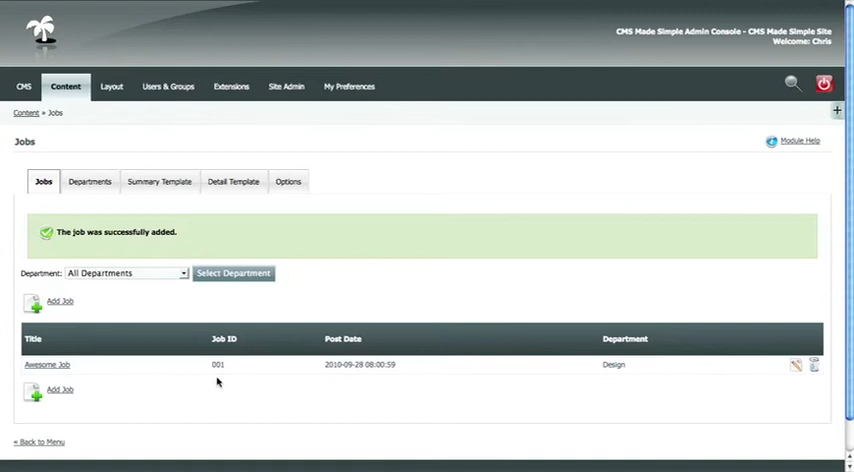 CMS Made Simple Admin Console - CMS Made Simple Site
Welcome: Chris
CMS Content Layout Users & Groups Extensions Site Admin My Preferences
Content » Jobs
Jobs
Module Help
Jobs Departments Summary Template Detail Template Options
The job was successfully added.
Department: All Departments Select Department
Add Job
Title Job ID Post Date Department
Awesome Job 001 2010-09-28 08:00:59 Design
Add Job
« Back to Menu